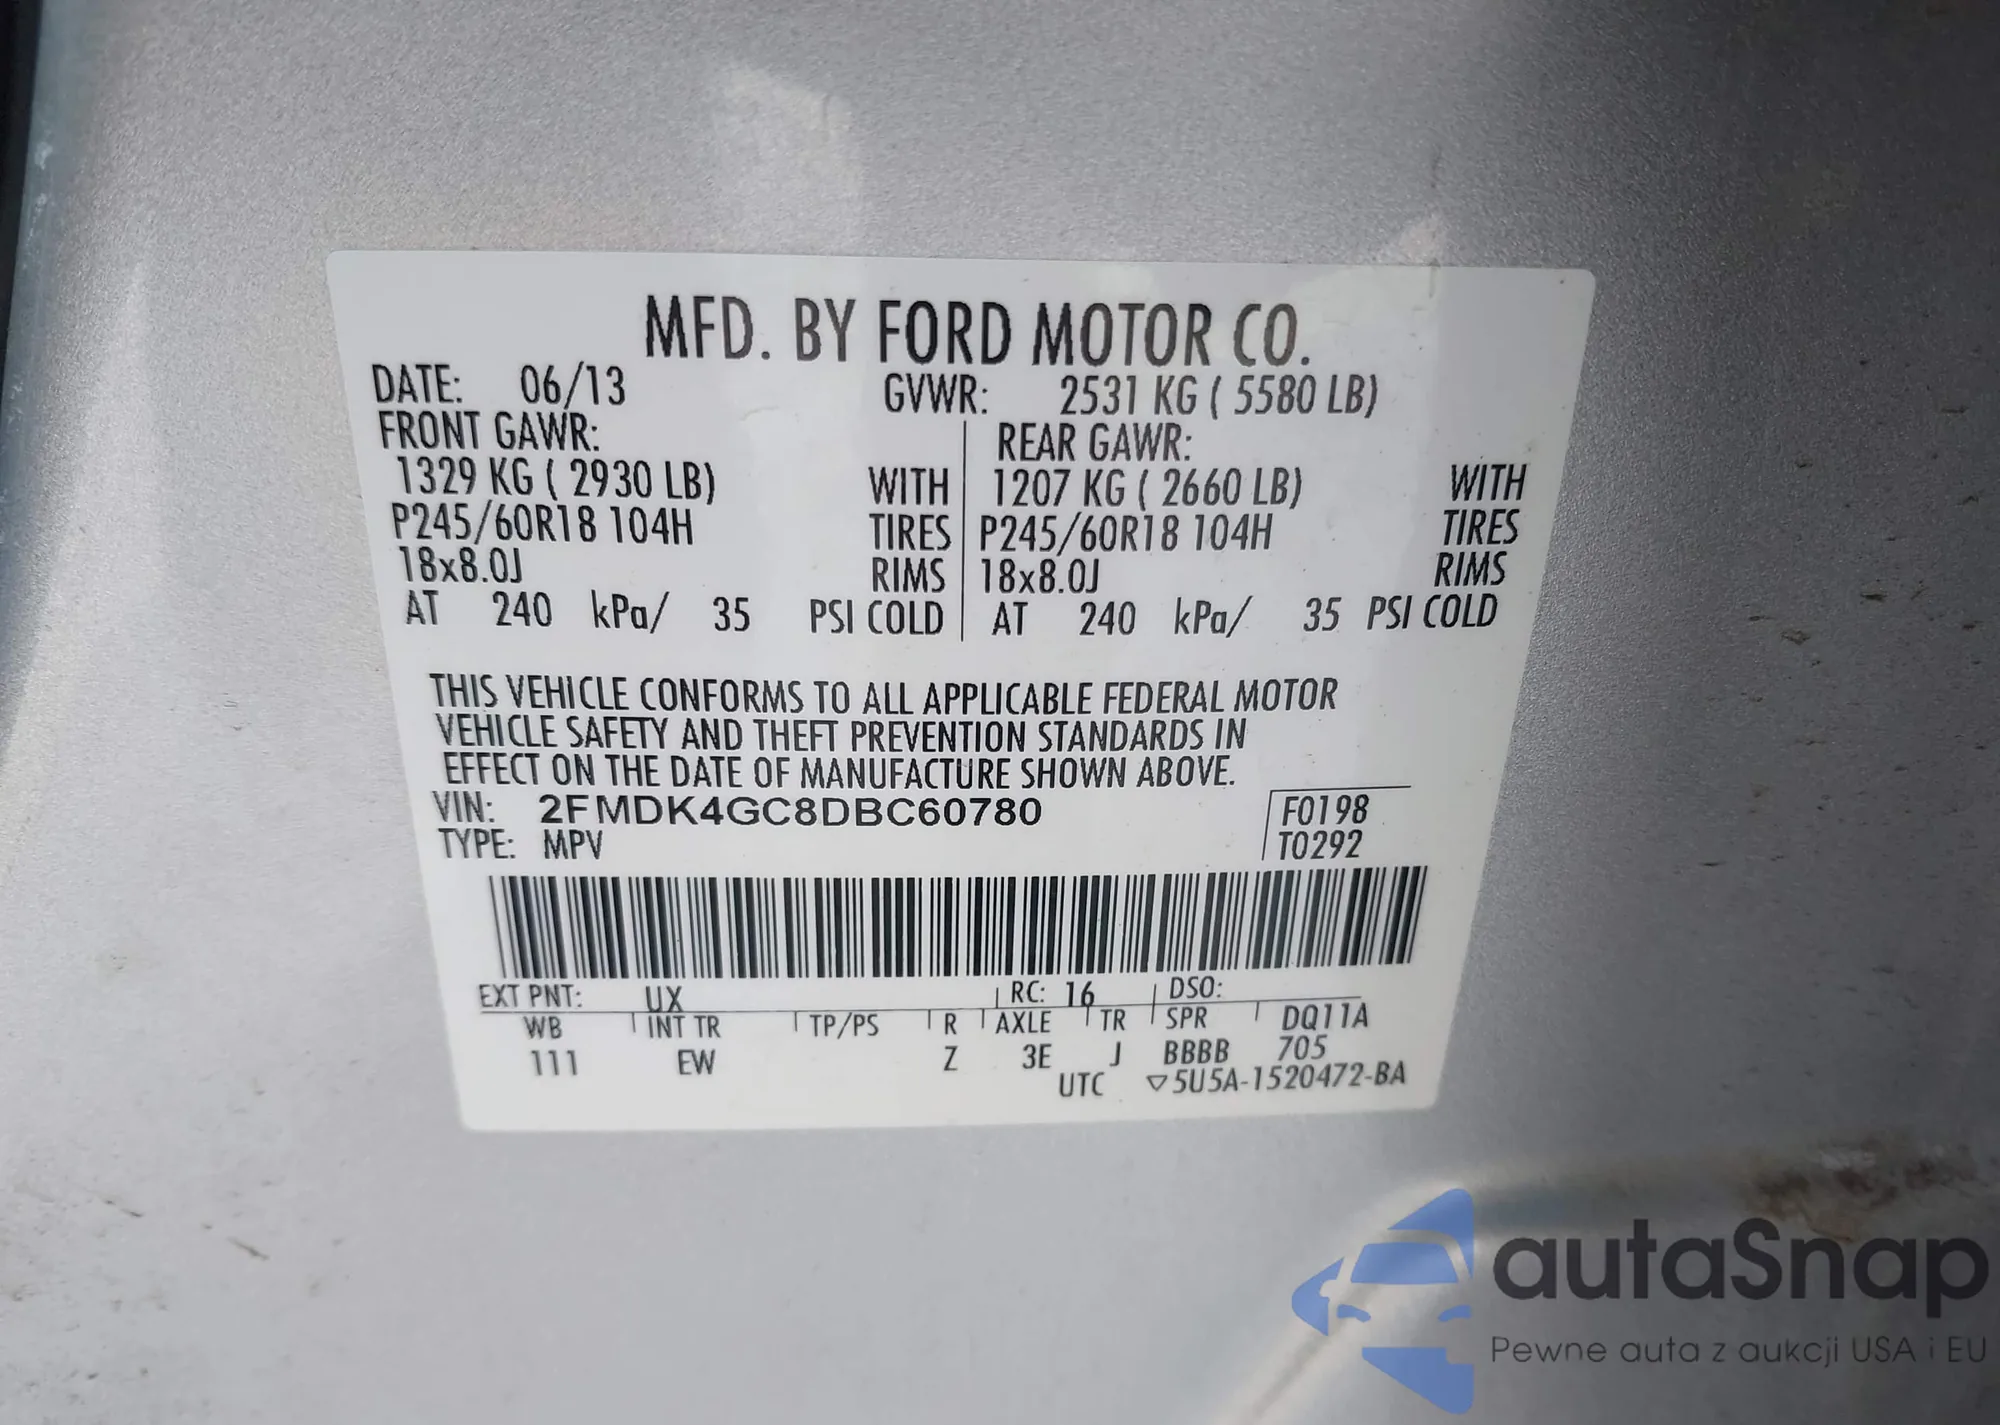 MFD. BY FORD MOTOR CO.
DATE: 06/13 GVWR: 2531 KG ( 5580 LB)
FRONT GAWR: REAR GAWR:
1329 KG ( 2930 LB) WITH 1207 KG ( 2660 LB) WITH
P245/60R18 104H TIRES P245/60R18 104H TIRES
18x8.0J RIMS 18x8.0J RIMS
AT 240 kPa/ 35 PSI COLD AT 240 kPa/ 35 PSI COLD
THIS VEHICLE CONFORMS TO ALL APPLICABLE FEDERAL MOTOR
VEHICLE SAFETY AND THEFT PREVENTION STANDARDS IN
EFFECT ON THE DATE OF MANUFACTURE SHOWN ABOVE.
VIN: 2FMDK4GC8DBC60780 F0198
TYPE: MPV T0292
EXT PNT: UX RC: 16 DSO:
WB INT TR TP/PS R AXLE TR SPR DQ11A
111 EW Z 3E J BBBB 705
UTC ▽5U5A-1520472-BA
autaSnap
Pewne auta z aukcji USA i EU